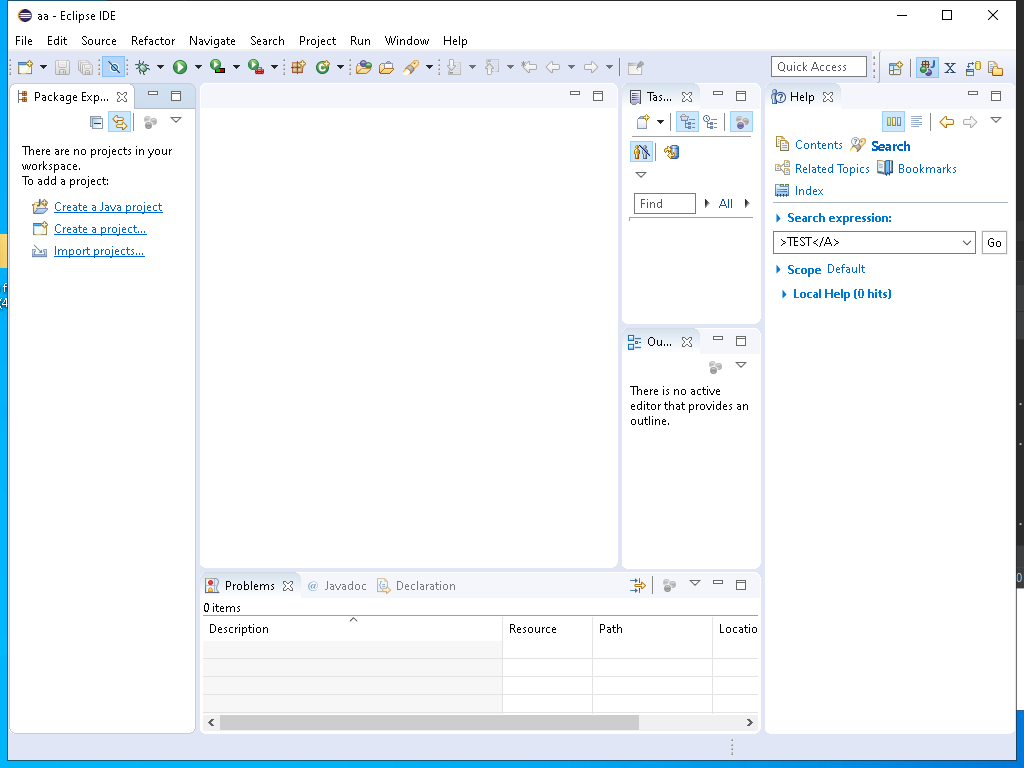 aa - Eclipse IDE
File Edit Source Refactor Navigate Search Project Run Window Help
Quick Access
Package Exp...
There are no projects in your
workspace.
To add a project:
Create a Java project
Create a project...
Import projects...
Tas...
Find
All
Ou...
There is no active
editor that provides an
outline.
Help
Contents Search
Related Topics Bookmarks
Index
Search expression:
>TEST</A>
Go
Scope Default
Local Help (0 hits)
Problems @ Javadoc Declaration
0 items
Description Resource Path Locatio